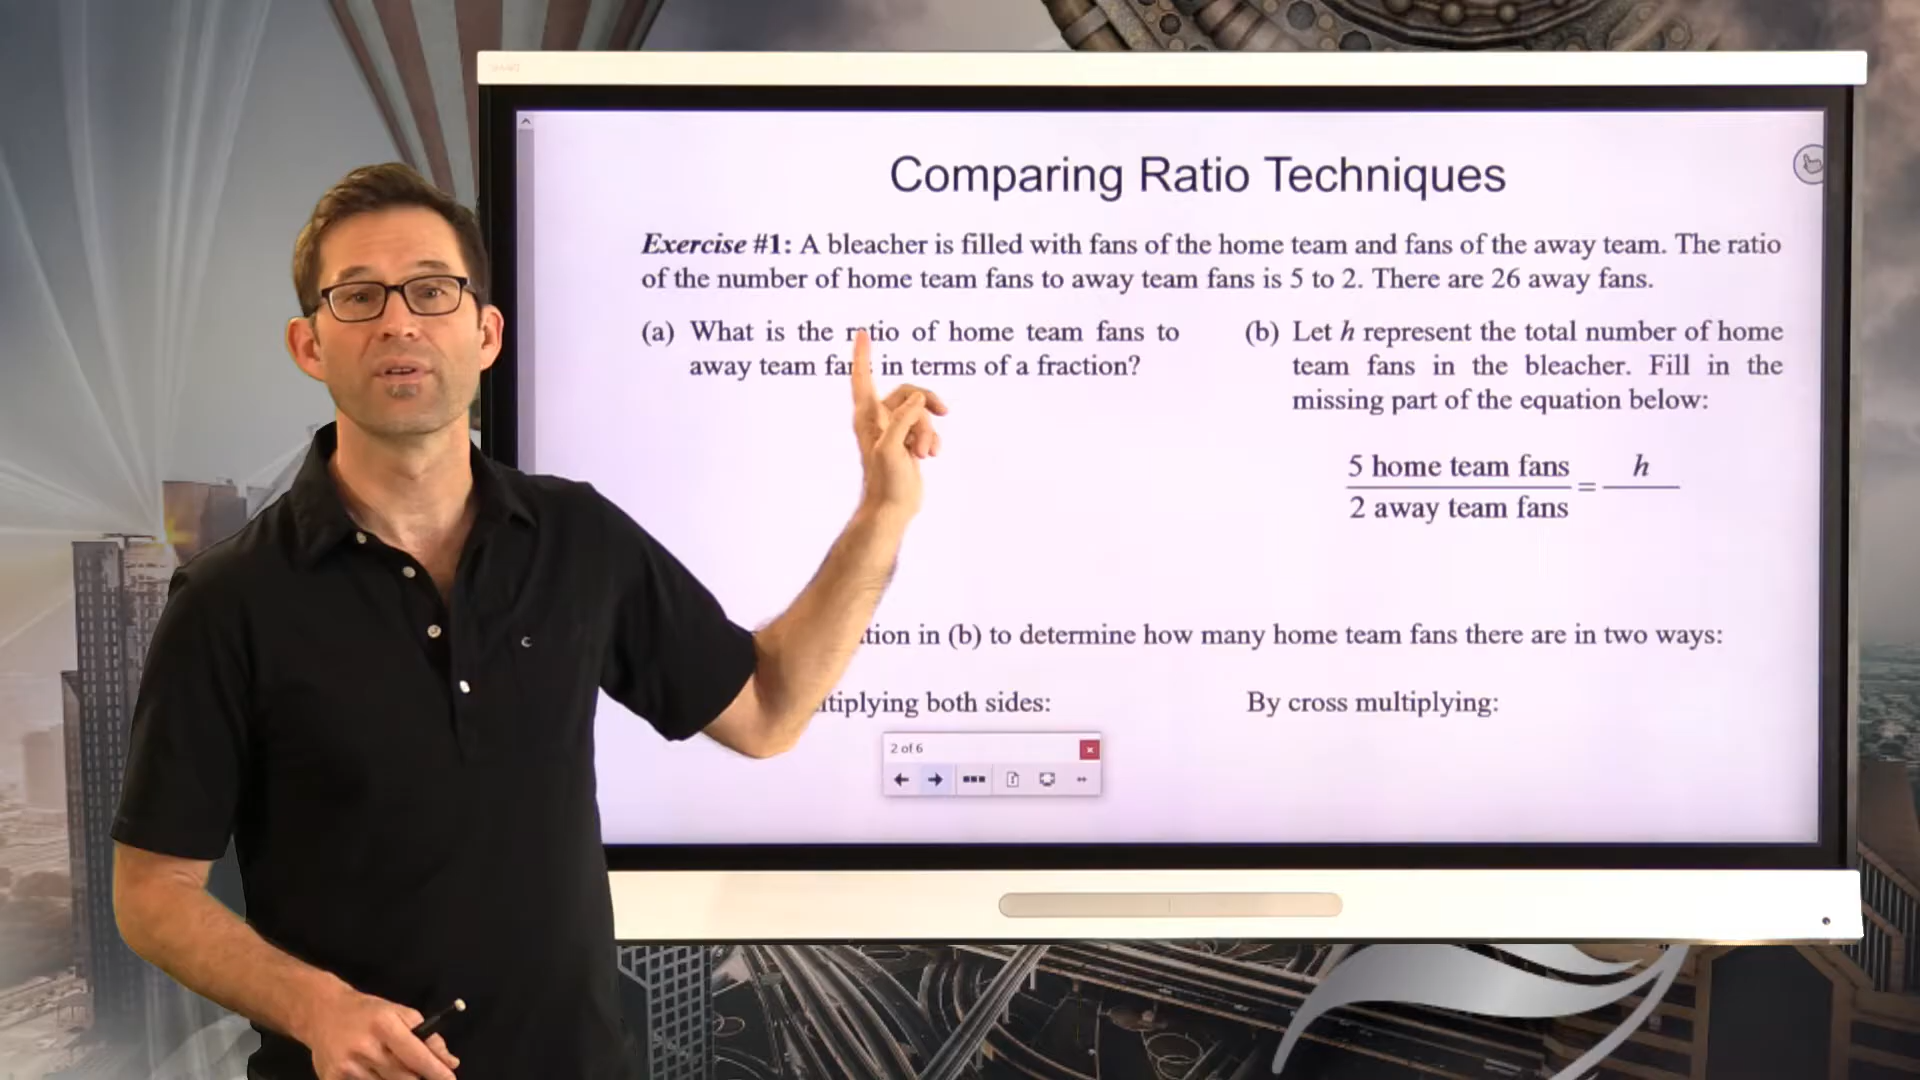 SMART
Comparing Ratio Techniques
Exercise #1: A bleacher is filled with fans of the home team and fans of the away team. The ratio
of the number of home team fans to away team fans is 5 to 2. There are 26 away fans.
(a) What is the ratio of home team fans to
away team fans in terms of a fraction?
(b) Let h represent the total number of home
team fans in the bleacher. Fill in the
missing part of the equation below:
5 home team fans
2 away team fans
= h
tion in (b) to determine how many home team fans there are in two ways:
tiplying both sides:
By cross multiplying:
2 of 6